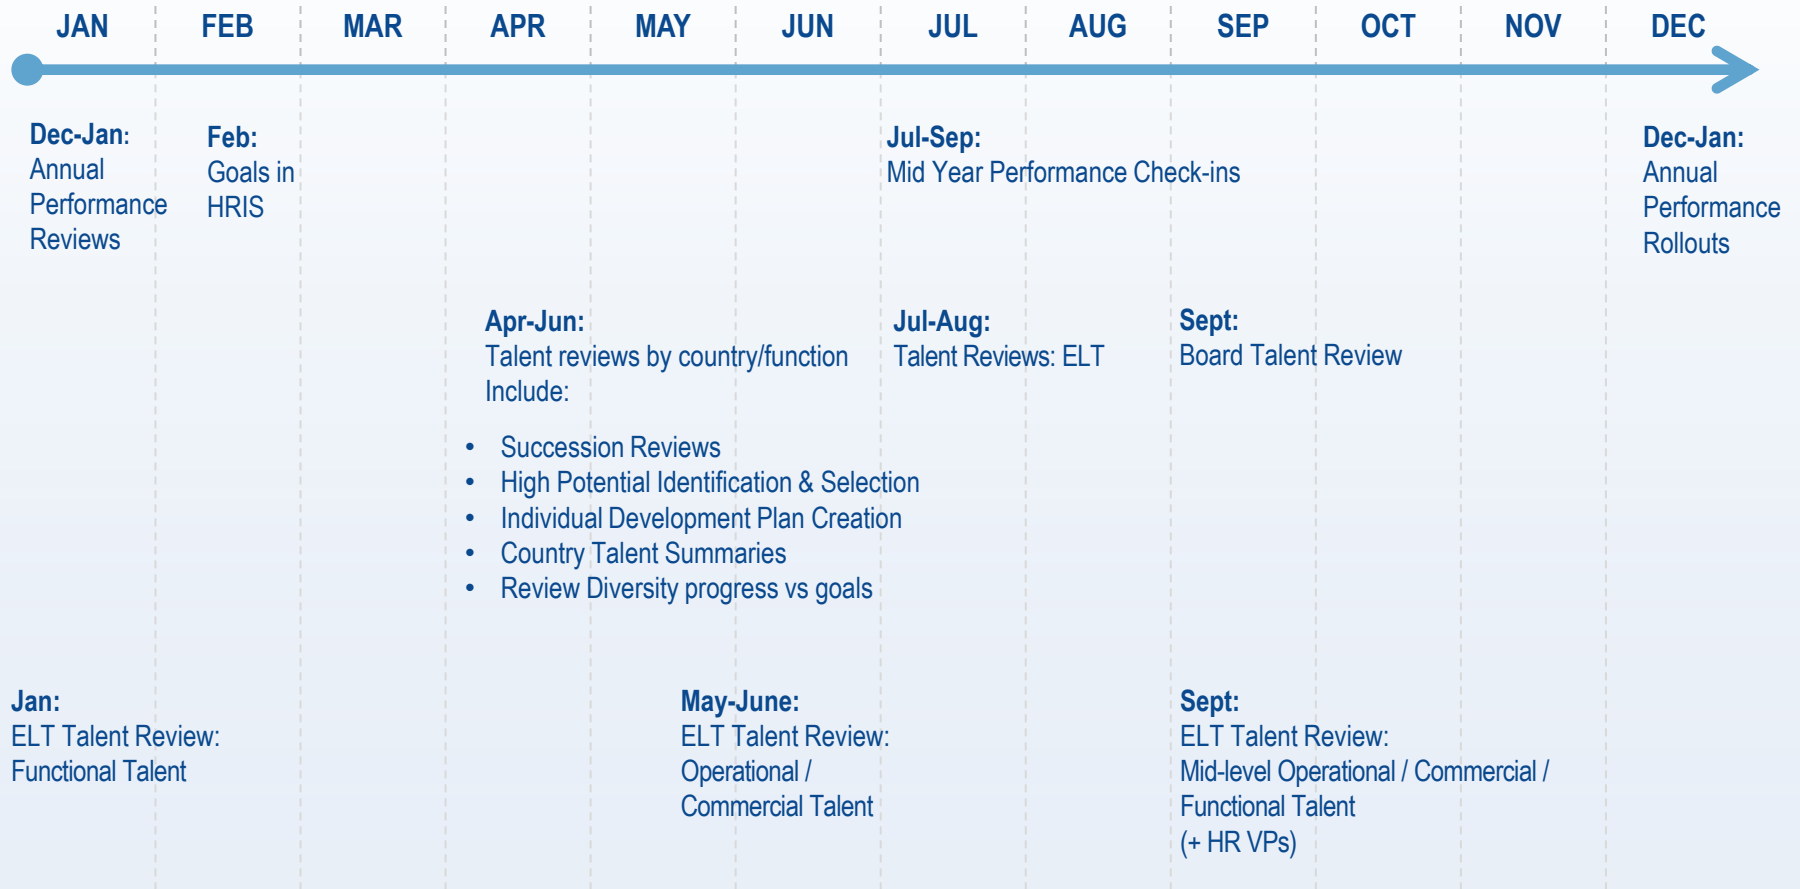 JAN FEB MAR APR MAY JUN JUL AUG SEP OCT NOV DEC
Dec-Jan:
Annual
Performance
Reviews
Feb:
Goals in
HRIS
Jul-Sep:
Mid Year Performance Check-ins
Dec-Jan:
Annual
Performance
Rollouts
Apr-Jun:
Talent reviews by country/function
Include:
• Succession Reviews
• High Potential Identification & Selection
• Individual Development Plan Creation
• Country Talent Summaries
• Review Diversity progress vs goals
Jul-Aug:
Talent Reviews: ELT
Sept:
Board Talent Review
Jan:
ELT Talent Review:
Functional Talent
May-June:
ELT Talent Review:
Operational /
Commercial Talent
Sept:
ELT Talent Review:
Mid-level Operational / Commercial /
Functional Talent
(+ HR VPs)